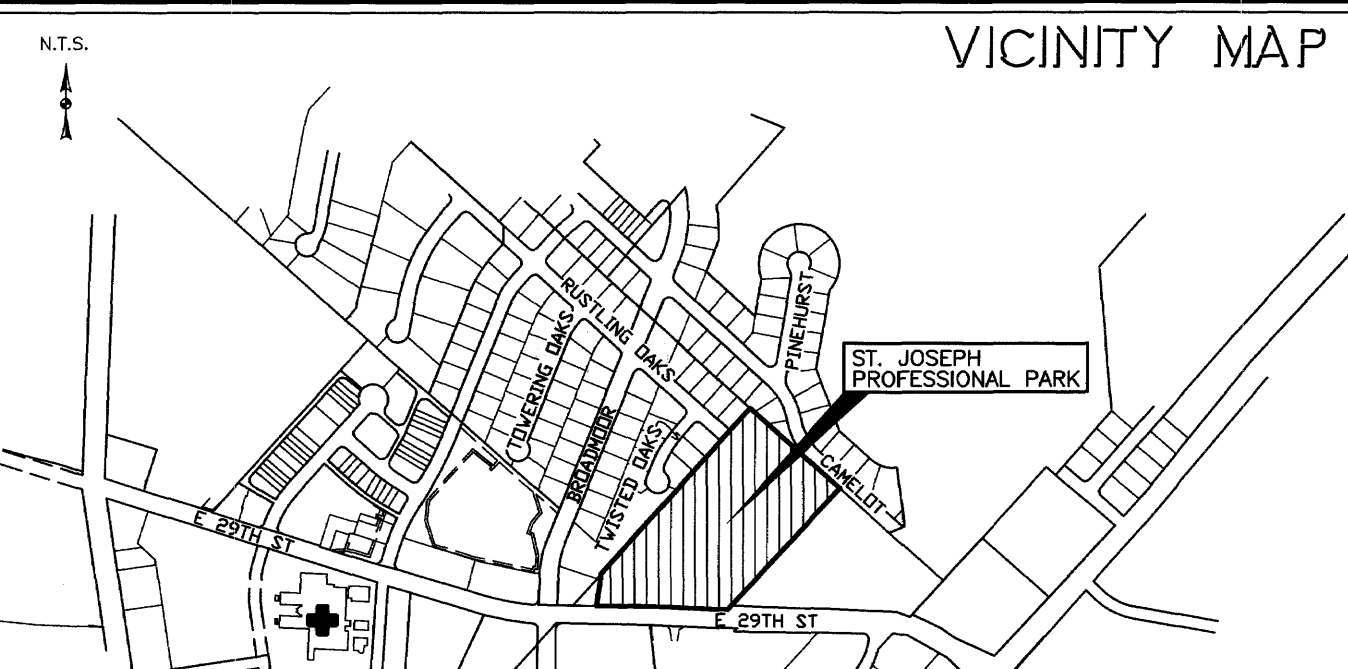 N.T.S.
VICINITY MAP
RUSTLING OAKS
PINEHURST
TOWERING OAKS
ST. JOSEPH
PROFESSIONAL PARK
BROADMOOR
TWISTED OAKS
CAMELOT
E 29TH ST
E 29TH ST